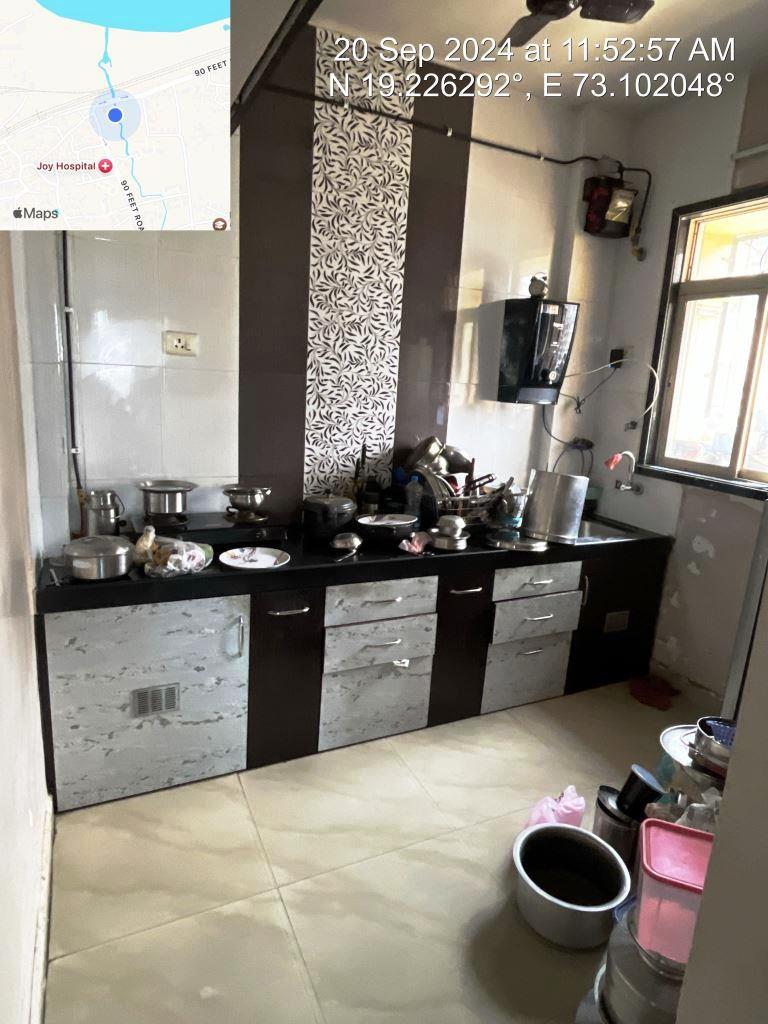 20 Sep 2024 at 11:52:57 AM
N 19.226292°, E 73.102048°
90 FEET
Joy Hospital
90 FEET ROA
Maps